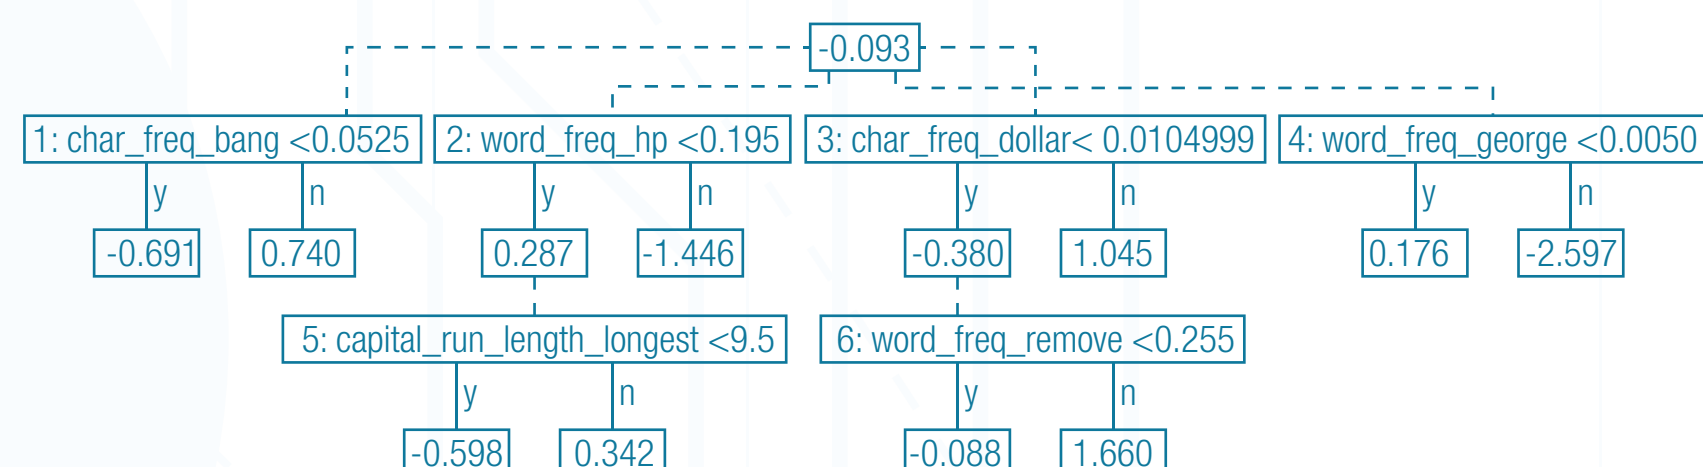 -0.093
1: char_freq_bang <0.0525 2: word_freq_hp <0.195 3: char_freq_dollar< 0.0104999 4: word_freq_george <0.0050
y n y n y n y n
-0.691 0.740 0.287 -1.446 -0.380 1.045 0.176 -2.597
5: capital_run_length_longest <9.5 6: word_freq_remove <0.255
y n y n
-0.598 0.342 -0.088 1.660